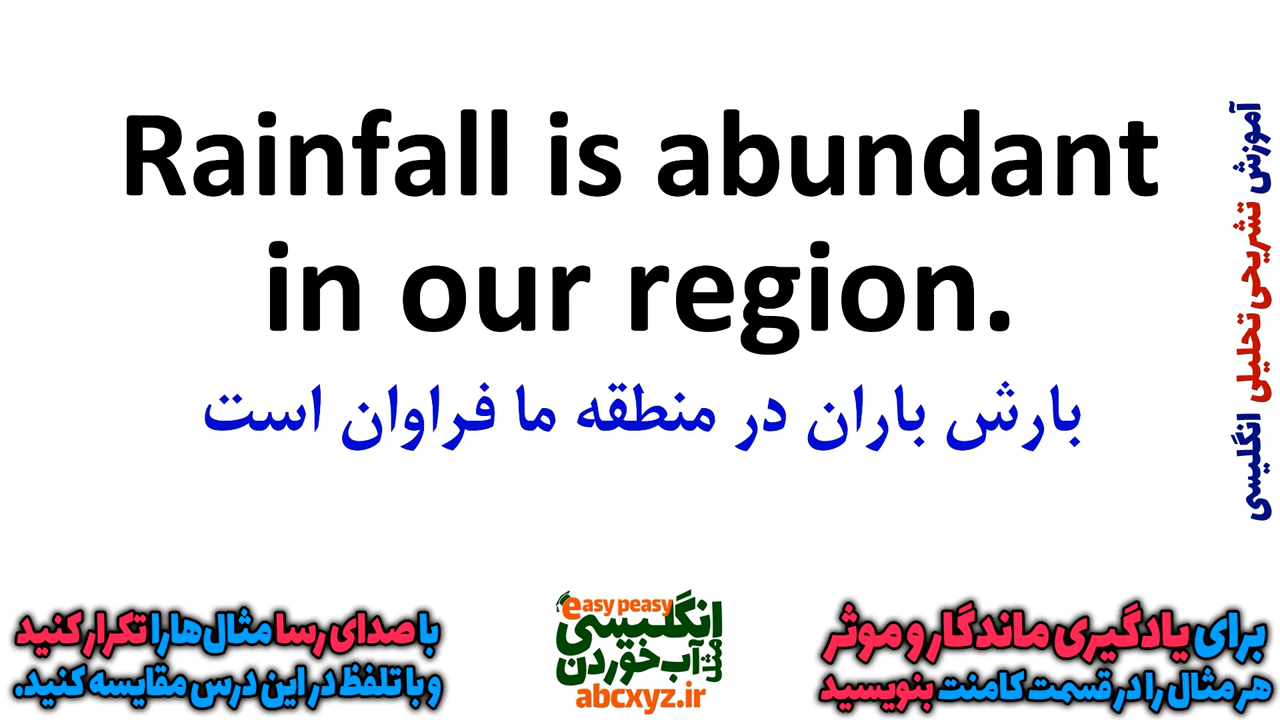 Rainfall is abundant
in our region.
بارش باران در منطقه ما فراوان است
آموزش تشریحی تحلیلی انگلیسی
برای یادگیری ماندگار و موثر
هر مثال را در قسمت کامنت بنویسید
easy peasy
انگلیسی
مثل آب خوردن
abcxyz.ir
با صدای رسا مثال‌ها را تکرار کنید
و با تلفظ در این درس مقایسه کنید.